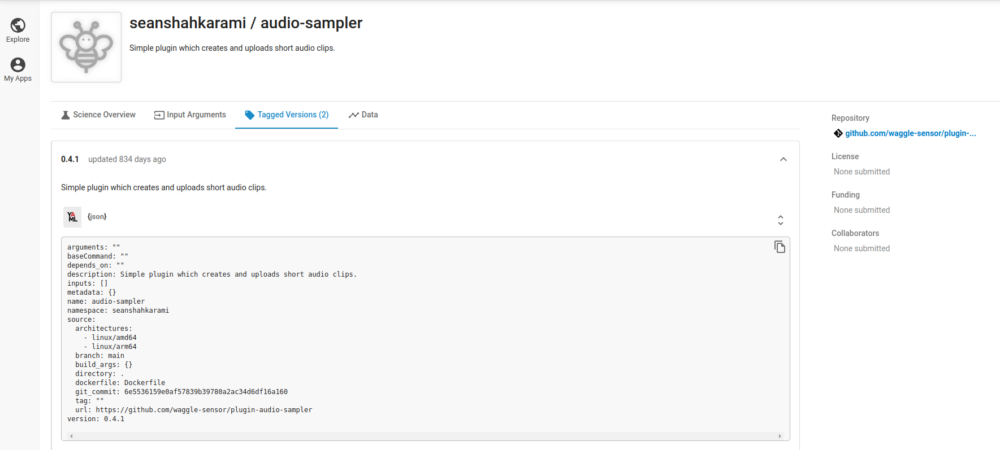 Explore
My Apps
seanshahkarami / audio-sampler
Simple plugin which creates and uploads short audio clips.
Science Overview
Input Arguments
Tagged Versions (2)
Data
0.4.1 updated 834 days ago
Simple plugin which creates and uploads short audio clips.
YAML
{json}
arguments: ""
baseCommand: ""
depends_on: ""
description: Simple plugin which creates and uploads short audio clips.
inputs: []
metadata: {}
name: audio-sampler
namespace: seanshahkarami
source:
  architectures:
    - linux/amd64
    - linux/arm64
  branch: main
  build_args: {}
  directory: .
  dockerfile: Dockerfile
  git_commit: 6e5536159e0af57839b39780a2ac34d6df16a160
  tag: ""
  url: https://github.com/waggle-sensor/plugin-audio-sampler
version: 0.4.1
Repository
github.com/waggle-sensor/plugin-...
License
None submitted
Funding
None submitted
Collaborators
None submitted